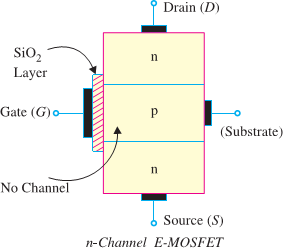 Drain (D)
SiO2
Layer
n
Gate (G)
p
(Substrate)
No Channel
n
Source (S)
n-Channel E-MOSFET